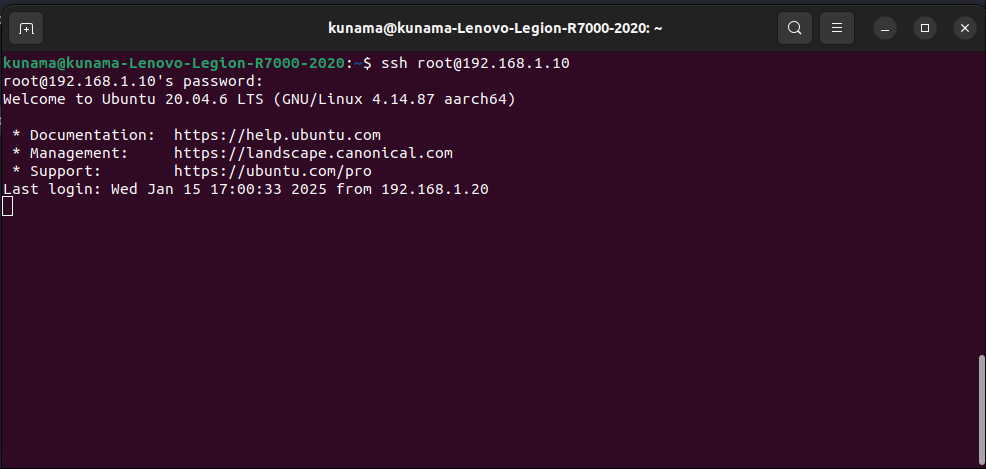 kunama@kunama-Lenovo-Legion-R7000-2020: ~
kunama@kunama-Lenovo-Legion-R7000-2020:~$ ssh root@192.168.1.10
root@192.168.1.10's password:
Welcome to Ubuntu 20.04.6 LTS (GNU/Linux 4.14.87 aarch64)
* Documentation:  https://help.ubuntu.com
* Management:     https://landscape.canonical.com
* Support:        https://ubuntu.com/pro
Last login: Wed Jan 15 17:00:33 2025 from 192.168.1.20